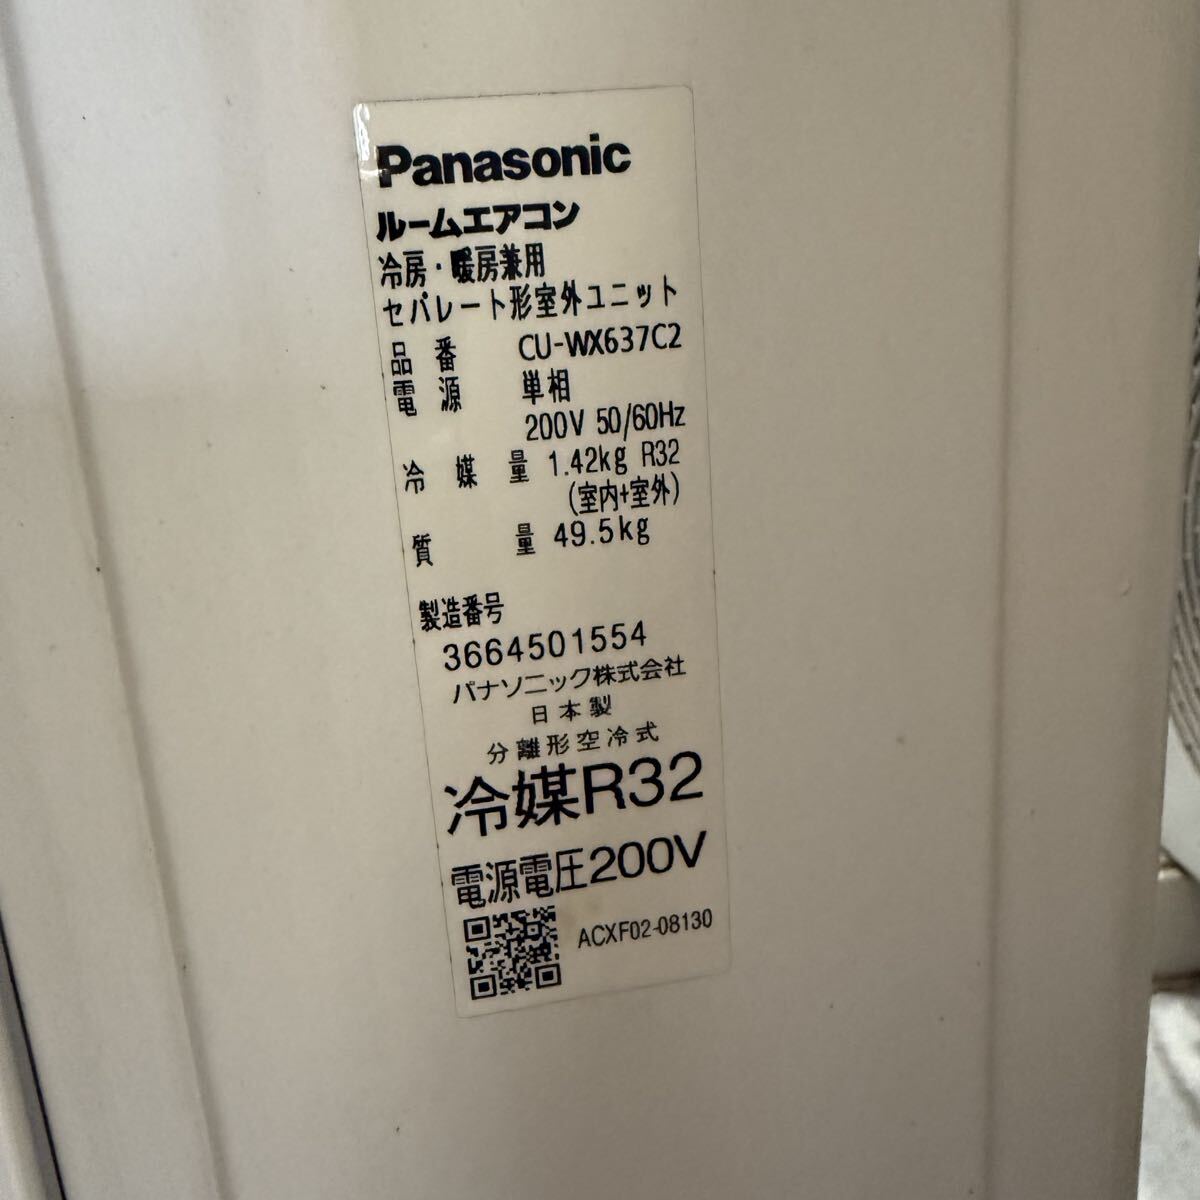 Panasonic
ルームエアコン
冷房・暖房兼用
セパレート形室外ユニット
品番 CU-WX637C2
電源 単相
200V 50/60Hz
冷媒量 1.42kg R32
(室内+室外)
質量 49.5kg
製造番号
3664501554
パナソニック株式会社
日本製
分離形空冷式
冷媒R32
電源電圧200V
ACXF02-08130